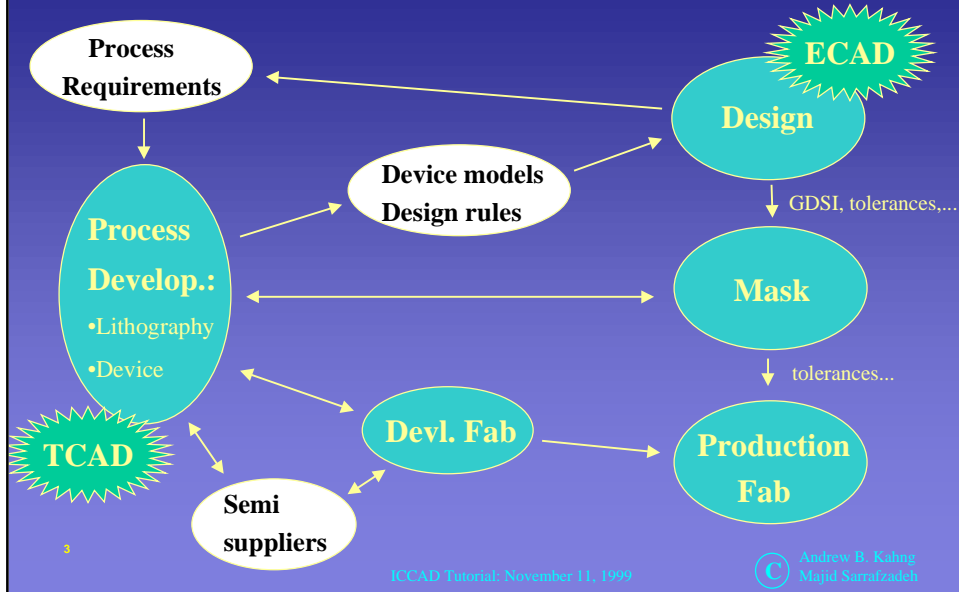 Process
Requirements
ECAD
Design
Device models
Design rules
GDSI, tolerances,...
Process
Develop.:
•Lithography
•Device
Mask
tolerances...
TCAD
Devl. Fab
Production
Fab
Semi
suppliers
3
ICCAD Tutorial: November 11, 1999
C
Andrew B. Kahng
Majid Sarrafzadeh